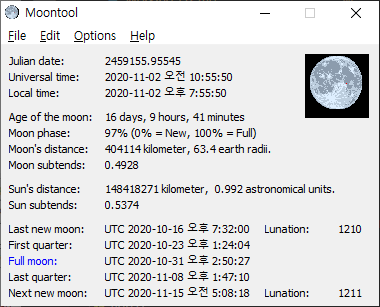 Moontool
File Edit Options Help
Julian date: 2459155.95545
Universal time: 2020-11-02 오전 10:55:50
Local time: 2020-11-02 오후 7:55:50
Age of the moon: 16 days, 9 hours, 41 minutes
Moon phase: 97% (0% = New, 100% = Full)
Moon's distance: 404114 kilometer, 63.4 earth radii.
Moon subtends: 0.4928
Sun's distance: 148418271 kilometer, 0.992 astronomical units.
Sun subtends: 0.5374
Last new moon: UTC 2020-10-16 오후 7:32:00 Lunation: 1210
First quarter: UTC 2020-10-23 오후 1:24:04
Full moon: UTC 2020-10-31 오후 2:50:27
Last quarter: UTC 2020-11-08 오후 1:47:10
Next new moon: UTC 2020-11-15 오전 5:08:18 Lunation: 1211